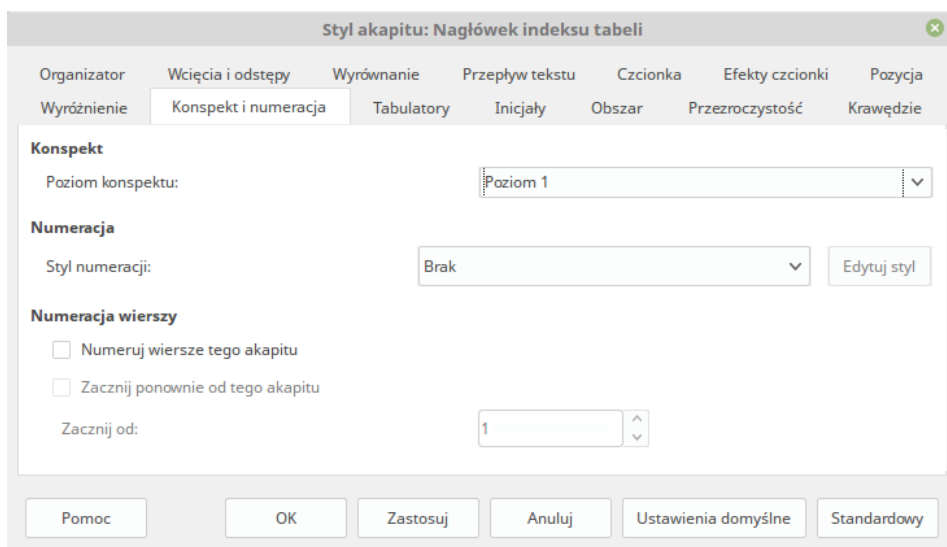 Styl akapitu: Nagłówek indeksu tabeli
Organizator Wcięcia i odstępy Wyrównanie Przepływ tekstu Czcionka Efekty czcionki Pozycja
Wyróżnienie Konspekt i numeracja Tabulatory Inicjały Obszar Przezroczystość Krawędzie
Konspekt
Poziom konspektu: Poziom 1
Numeracja
Styl numeracji: Brak Edytuj styl
Numeracja wierszy
Numeruj wiersze tego akapitu
Zacznij ponownie od tego akapitu
Zacznij od: 1
Pomoc OK Zastosuj Anuluj Ustawienia domyślne Standardowy